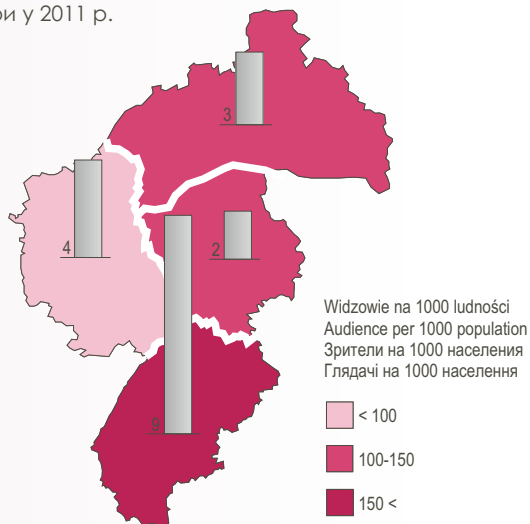 ри у 2011 р.
3
4
2
9
Widzowie na 1000 ludności
Audience per 1000 population
Зрители на 1000 населения
Глядачі на 1000 населення
< 100
100-150
150 <